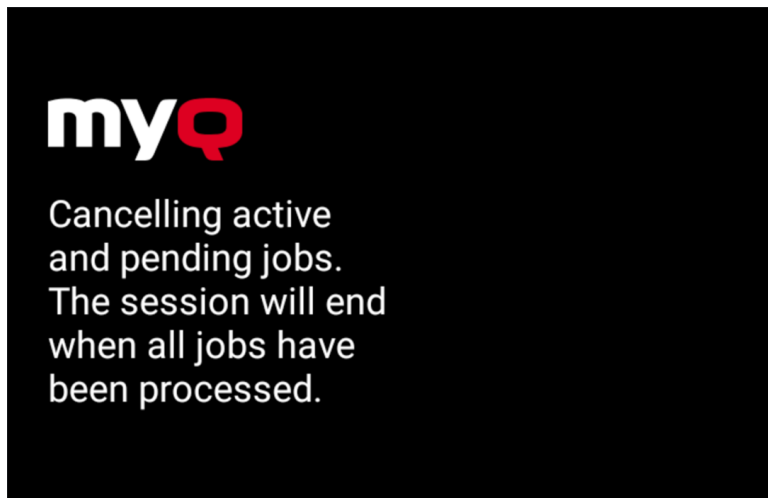 myQ
Cancelling active
and pending jobs.
The session will end
when all jobs have
been processed.